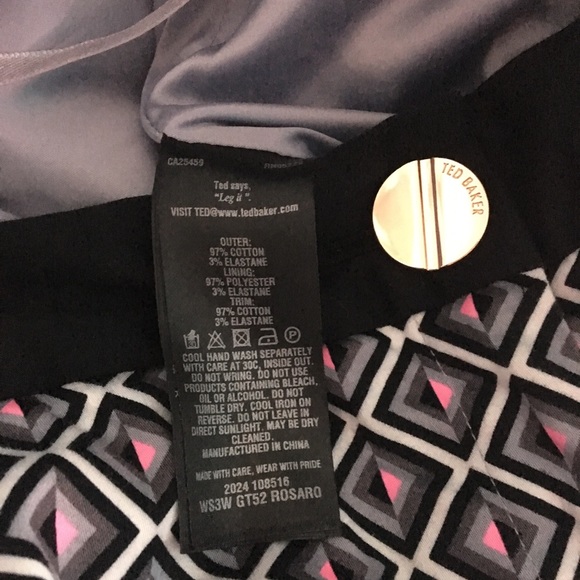 CA25459
Ted says,
"Leg it".
VISIT TED@www.tedbaker.com
OUTER:
97% COTTON
3% ELASTANE
LINING:
97% POLYESTER
3% ELASTANE
TRIM:
97% COTTON
3% ELASTANE
P
COOL HAND WASH SEPARATELY
WITH CARE AT 30C, INSIDE OUT.
DO NOT WRING. DO NOT USE
PRODUCTS CONTAINING BLEACH,
OIL OR ALCOHOL. DO NOT
TUMBLE DRY. COOL IRON ON
REVERSE. DO NOT LEAVE IN
DIRECT SUNLIGHT. MAY BE DRY
CLEANED.
MANUFACTURED IN CHINA
MADE WITH CARE, WEAR WITH PRIDE
2024 108516
WS3W GT52 ROSARO
TED BAKER